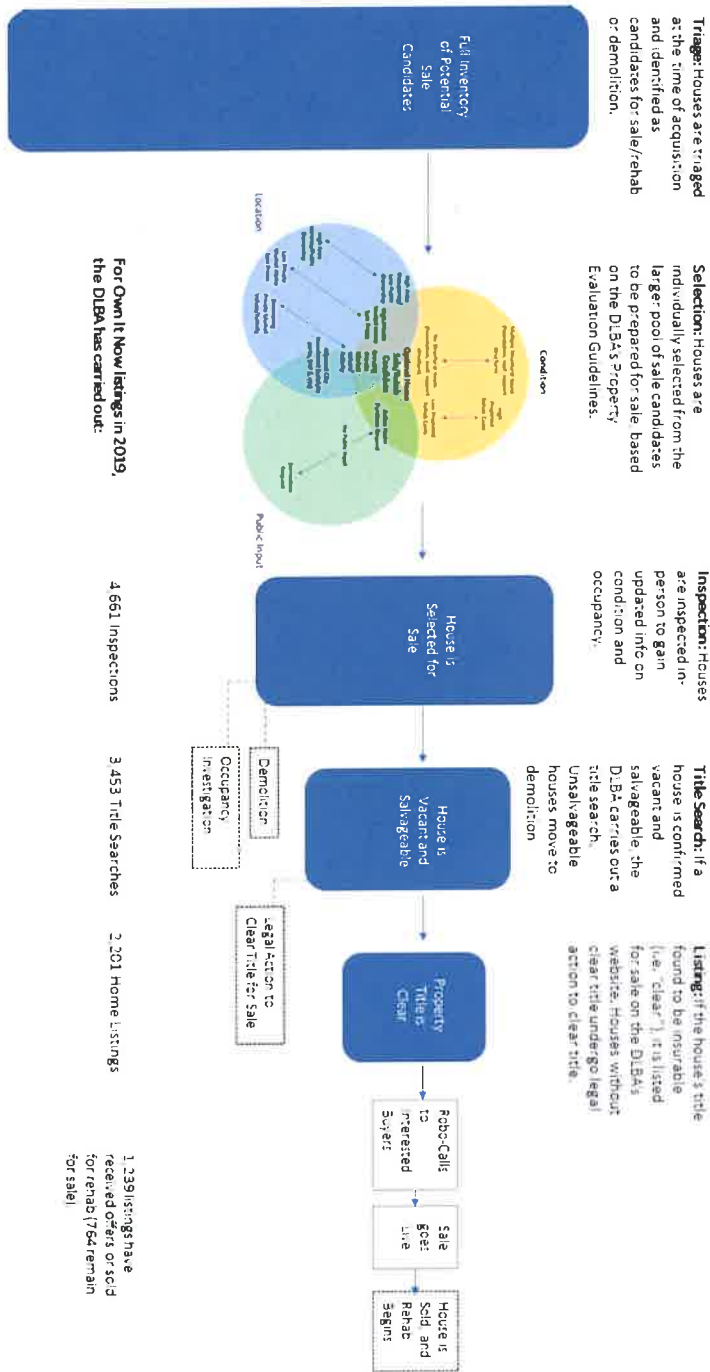 Triage: Houses are triaged
at the time of acquisition
and identified as
candidates for sale/rehab
or demolition.
Selection: Houses are
individually selected from the
larger pool of sale candidates
to be prepared for sale, based
on the DLBA's Property
Evaluation Guidelines.
Inspection: Houses
are inspected in-
person to gain
updated info on
condition and
occupancy.
Title Search: If a
house is confirmed
vacant and
salvageable, the
DLBA carries out a
title search.
Unsalvageable
houses move to
demolition
Listing: If the house's title
found to be insurable
(i.e. "clear"), it is listed
for sale on the DLBA's
website. Houses without
clear title undergo legal
action to clear title.
Full Inventory
of Potential
Sale
Candidates
Condition
Location
Public Input
No Public Input
House is
Selected for
Sale
Demolition
Occupancy
Investigation
House is
Vacant and
Salvageable
Legal Action to
Clear Title for Sale
Property
Title is
Clear
Robo-Calls
to
Interested
Buyers
Sale
goes
Live
House is
Sold, and
Rehab
Begins
For Own It Now listings in 2019,
the DLBA has carried out:
4,661 Inspections
3,453 Title Searches
2,201 Home Listings
1,239 listings have
received offers or sold
for rehab (764 remain
for sale)